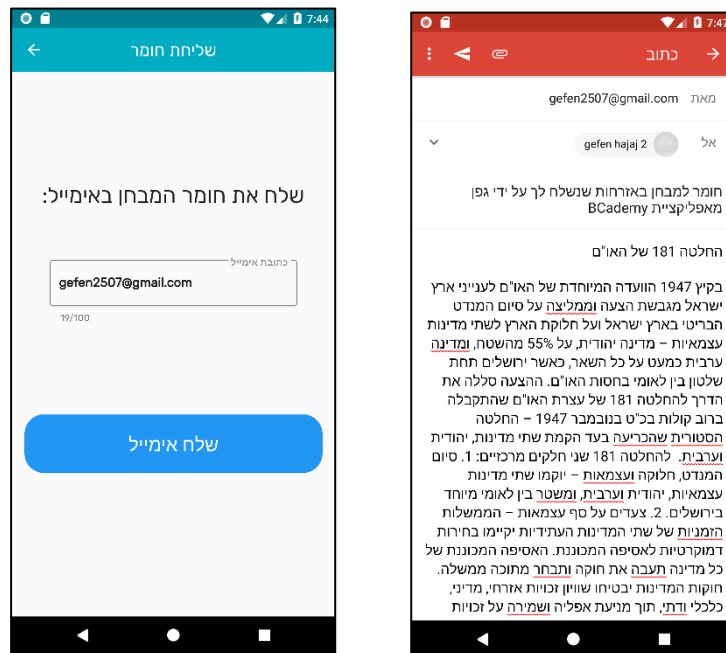 7:44
שליחת חומר
שלח את חומר המבחן באימייל:
כתובת אימייל
gefen2507@gmail.com
19/100
שלח אימייל
7:47
כתוב
מאת gefen2507@gmail.com
אל gefen hajaj 2
חומר למבחן באזרחות שנשלח לך על ידי גפן
מאפליקציית BCademy
החלטה 181 של האו"ם
בקיץ 1947 הוועדה המיוחדת של האו"ם לענייני ארץ
ישראל מגבשת הצעה וממליצה על סיום המנדט
הבריטי בארץ ישראל ועל חלוקת הארץ לשתי מדינות
עצמאיות – מדינה יהודית, על 55% מהשטח, ומדינה
ערבית כמעט על כל השאר, כאשר ירושלים תחת
שלטון בין לאומי בחסות האו"ם. ההצעה סללה את
הדרך להחלטה 181 של עצרת האו"ם שהתקבלה
ברוב קולות בכ"ט בנובמבר 1947 – החלטה
הסטורית שהכריעה בעד הקמת שתי מדינות, יהודית
וערבית. להחלטה 181 שני חלקים מרכזיים: 1. סיום
המנדט, חלוקה ועצמאות – יוקמו שתי מדינות
עצמאיות, יהודית וערבית, ומשטר בין לאומי מיוחד
בירושלים. 2. צעדים על סף עצמאות – הממשלות
הזמניות של שתי המדינות העתידיות יקיימו בחירות
דמוקרטיות לאסיפה המכוננת. האסיפה המכוננת של
כל מדינה תעבה את חוקה ותבחר מתוכה ממשלה.
חוקות המדינות יבטיחו שוויון זכויות אזרחי, מדיני,
כלכלי ודתי, תוך מניעת אפליה ושמירה על זכויות